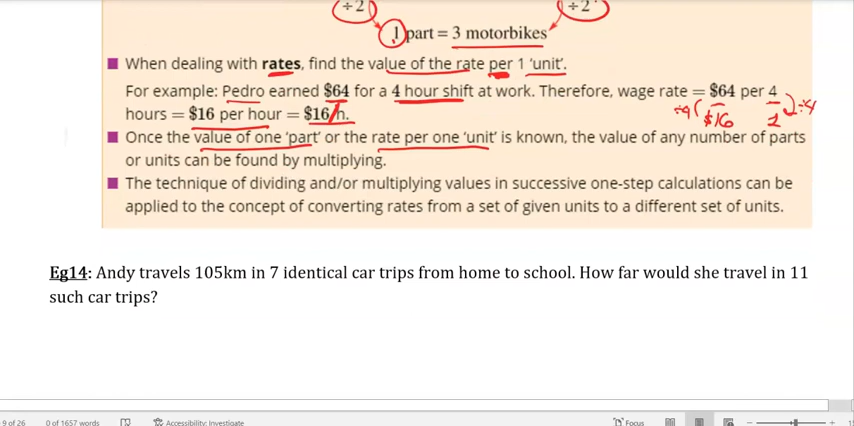 ÷2 ÷2
1 part = 3 motorbikes
■ When dealing with rates, find the value of the rate per 1 ‘unit’.
For example: Pedro earned $64 for a 4 hour shift at work. Therefore, wage rate = $64 per 4
hours = $16 per hour = $16/h.
÷4 ( $16 1 ) ÷4
■ Once the value of one ‘part’ or the rate per one ‘unit’ is known, the value of any number of parts
or units can be found by multiplying.
■ The technique of dividing and/or multiplying values in successive one-step calculations can be
applied to the concept of converting rates from a set of given units to a different set of units.
Eg14: Andy travels 105km in 7 identical car trips from home to school. How far would she travel in 11
such car trips?
9 of 26 0 of 1657 words Accessibility: Investigate Focus